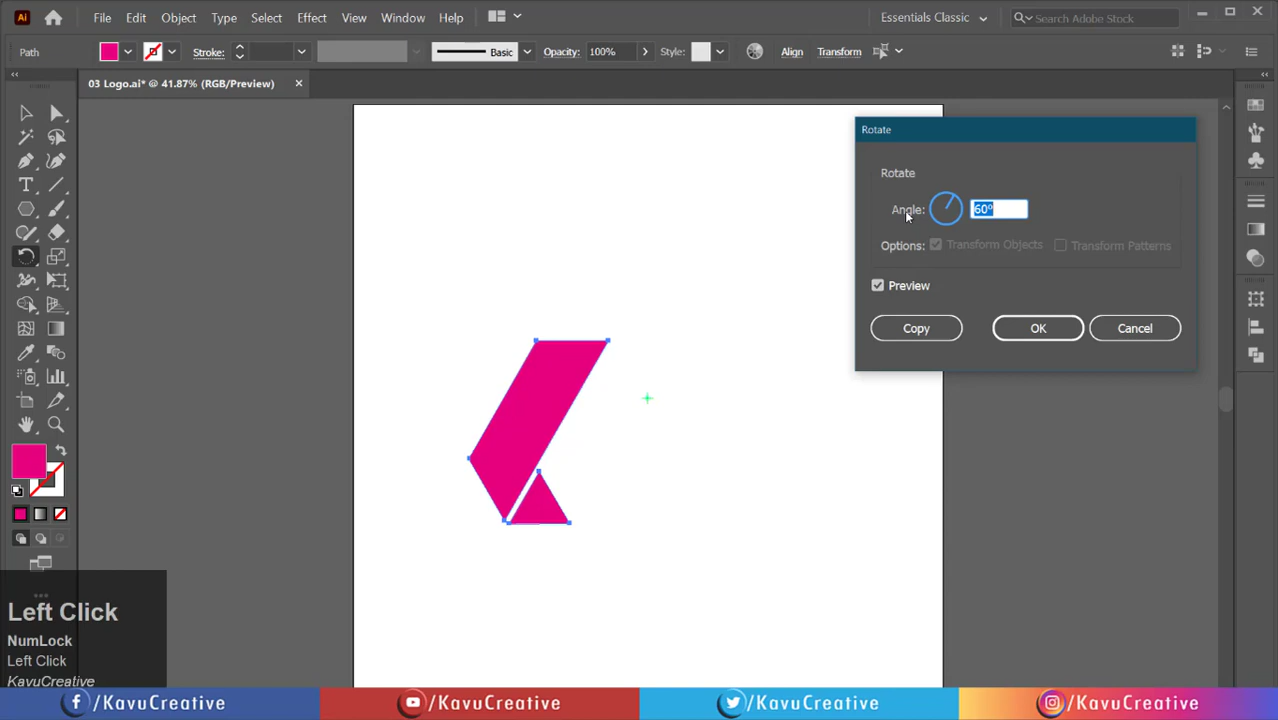 Ai File Edit Object Type Select Effect View Window Help Essentials Classic Search Adobe Stock
Path Stroke: Basic Opacity: 100% Style: Align Transform
03 Logo.ai* @ 41.87% (RGB/Preview)
Rotate
Rotate
Angle: 60°
Options: Transform Objects Transform Patterns
Preview
Copy OK Cancel
Left Click
NumLock
Left Click
KavuCreative
/KavuCreative /KavuCreative /KavuCreative /KavuCreative